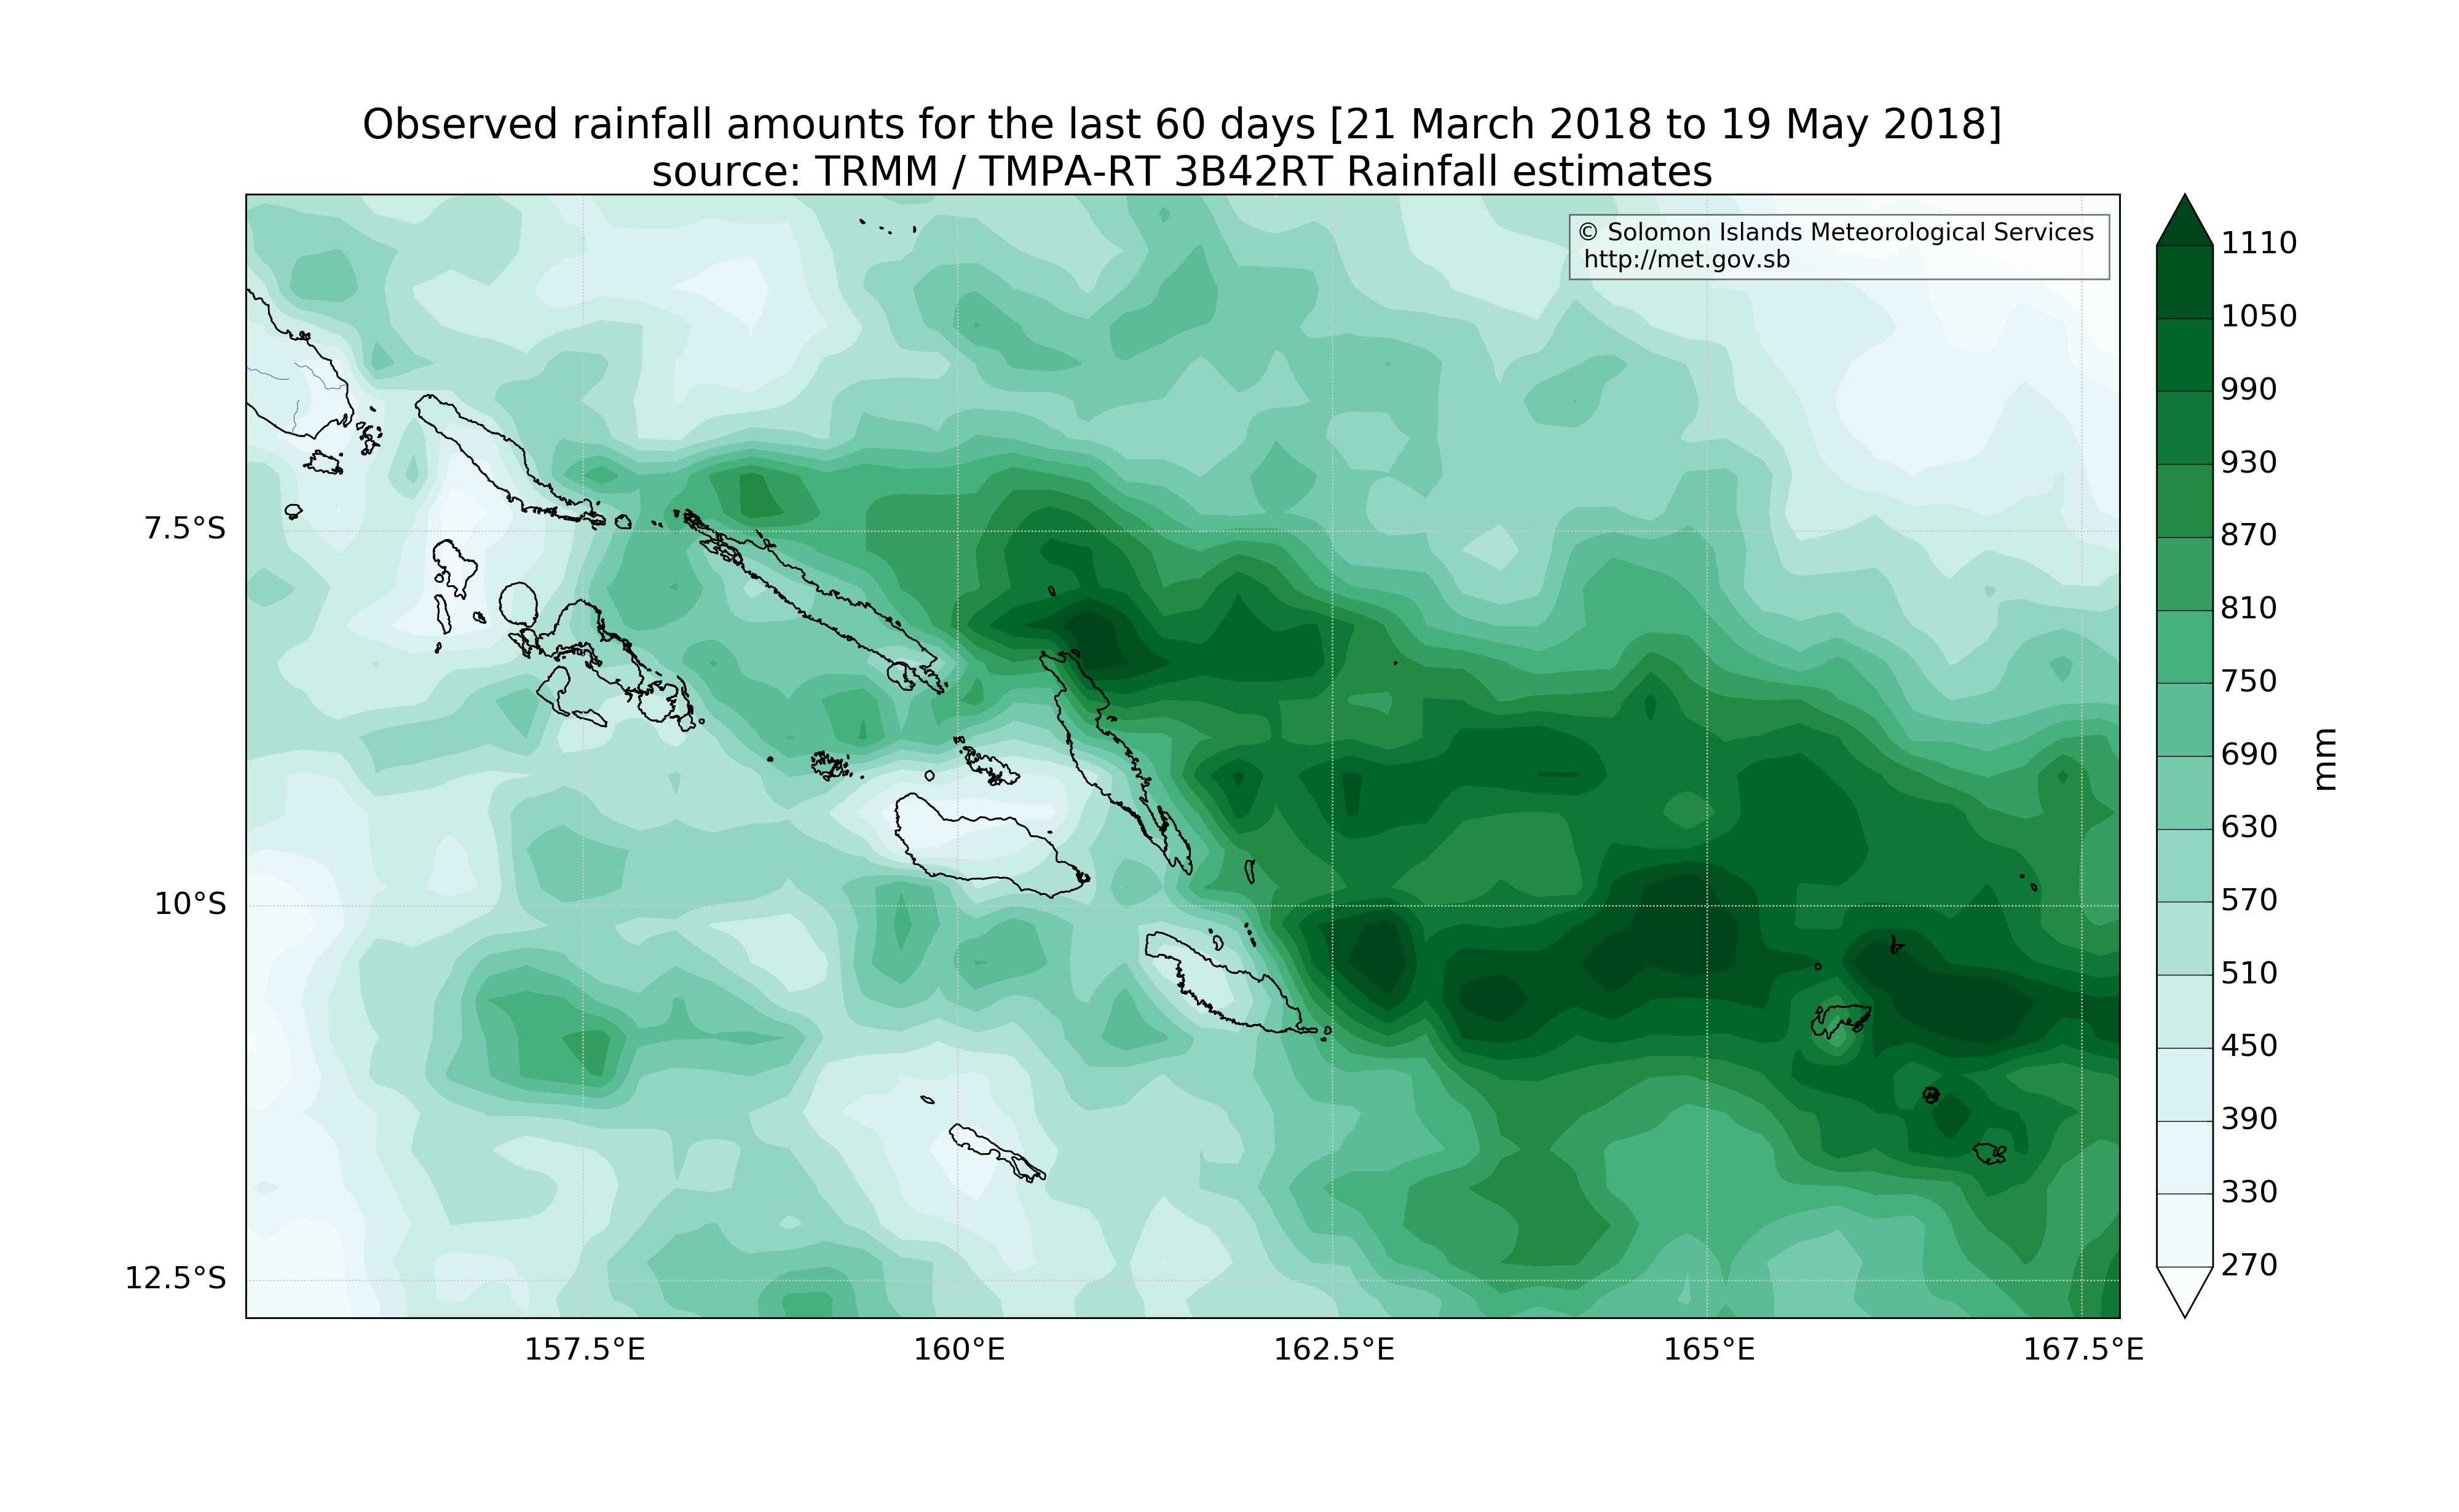 Observed rainfall amounts for the last 60 days [21 March 2018 to 19 May 2018]
source: TRMM / TMPA-RT 3B42RT Rainfall estimates
© Solomon Islands Meteorological Services
http://met.gov.sb
7.5°S
10°S
12.5°S
157.5°E
160°E
162.5°E
165°E
167.5°E
1110
1050
990
930
870
810
750
690
630
570
510
450
390
330
270
mm